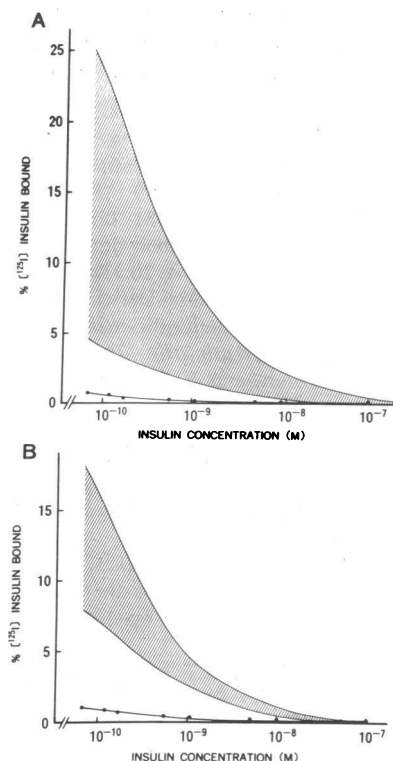 A
% [¹²⁵I] INSULIN BOUND
25
20
15
10
5
0
10⁻¹⁰ 10⁻⁹ 10⁻⁸ 10⁻⁷
INSULIN CONCENTRATION (M)
B
% [¹²⁵I] INSULIN BOUND
15
10
5
0
10⁻¹⁰ 10⁻⁹ 10⁻⁸ 10⁻⁷
INSULIN CONCENTRATION (M)